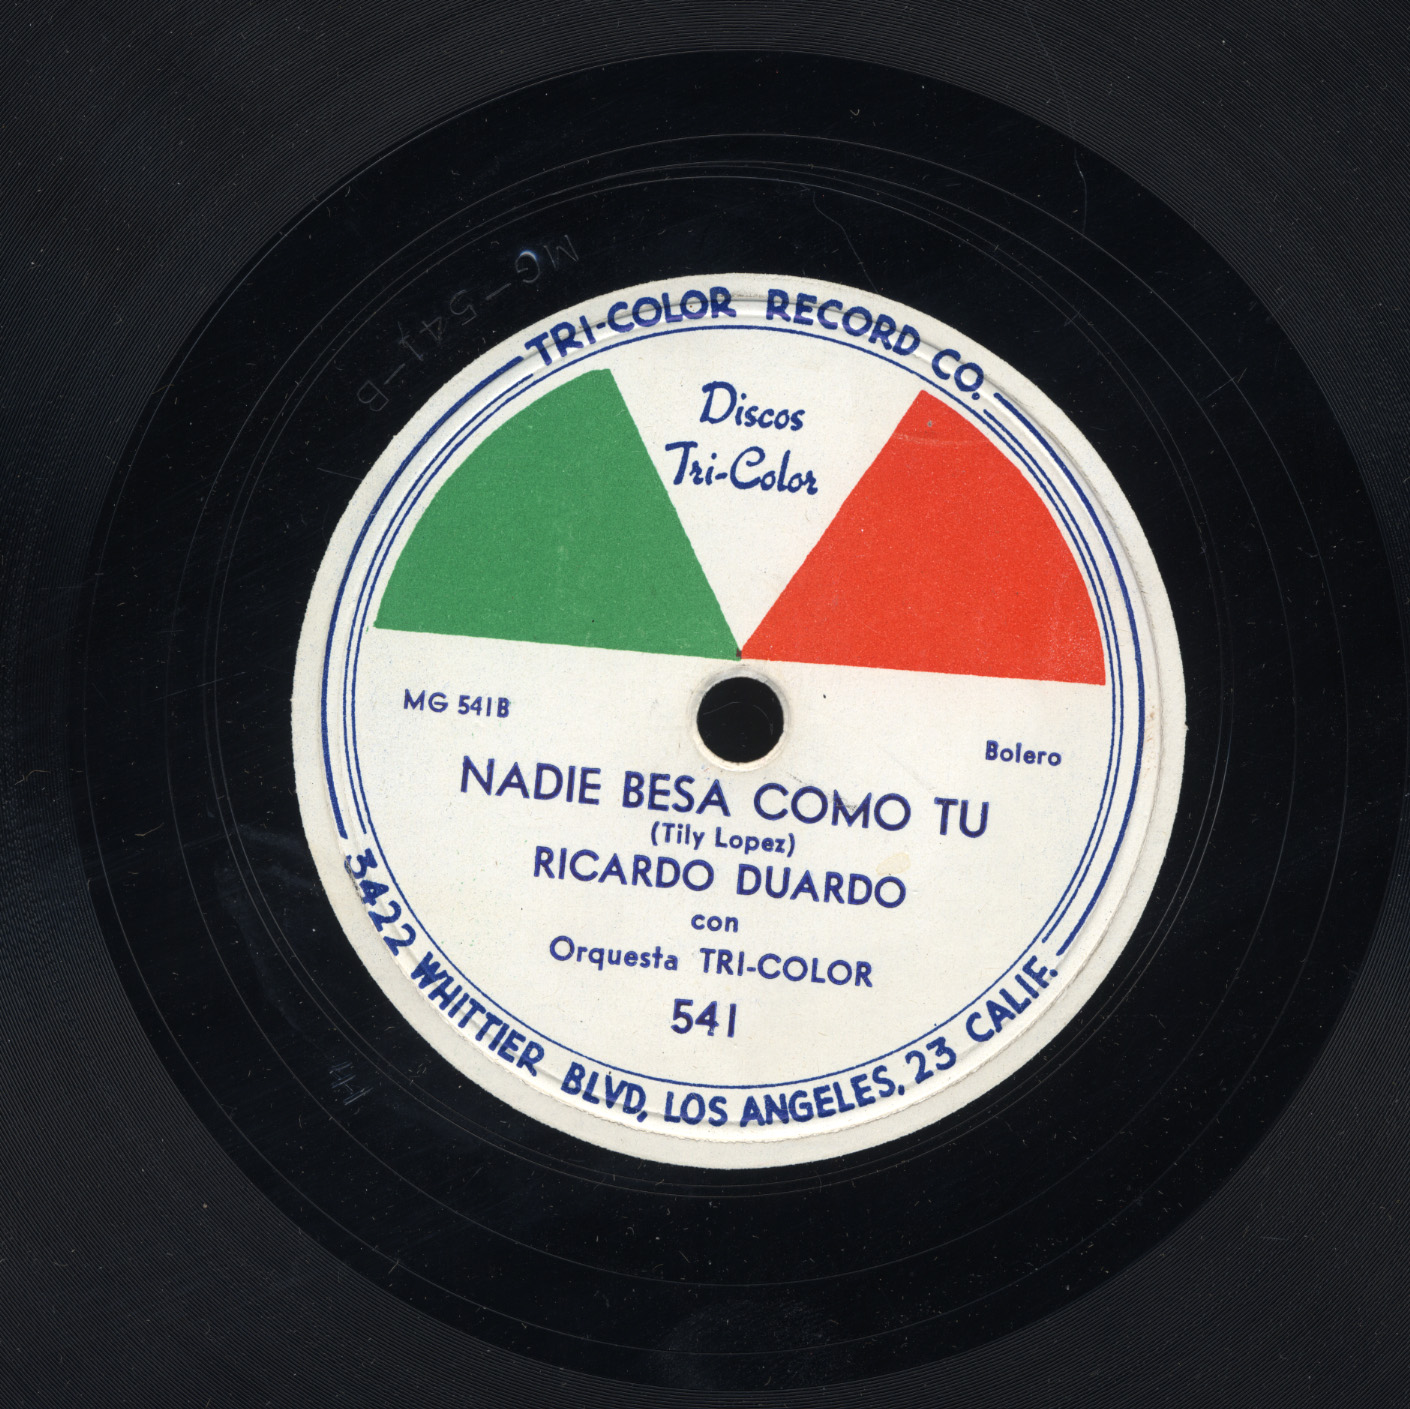 TRI-COLOR RECORD CO.
Discos
Tri-Color
MG 541B
Bolero
NADIE BESA COMO TU
(Tily Lopez)
RICARDO DUARDO
con
Orquesta TRI-COLOR
541
3422 WHITTIER BLVD, LOS ANGELES, 23 CALIF.
MG-541-B